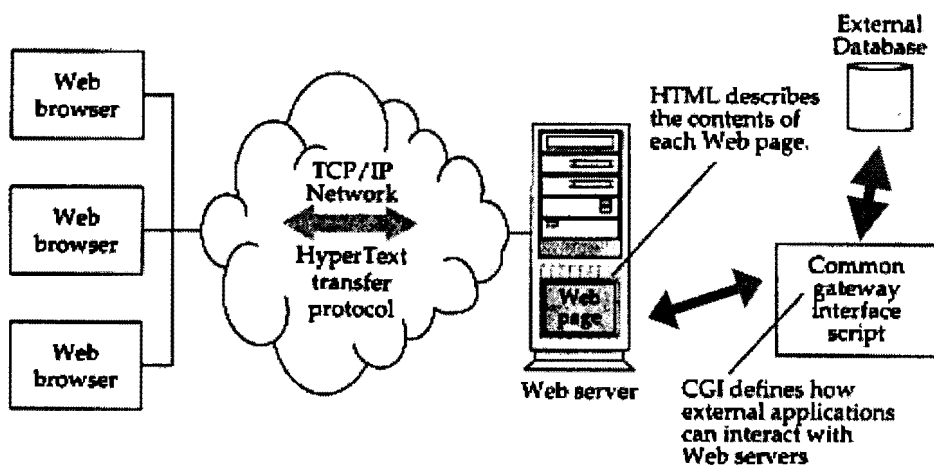 Web
browser
Web
browser
Web
browser
TCP/IP
Network
HyperText
transfer
protocol
Web
page
Web server
HTML describes
the contents of
each Web page.
External
Database
Common
gateway
interface
script
CGI defines how
external applications
can interact with
Web servers